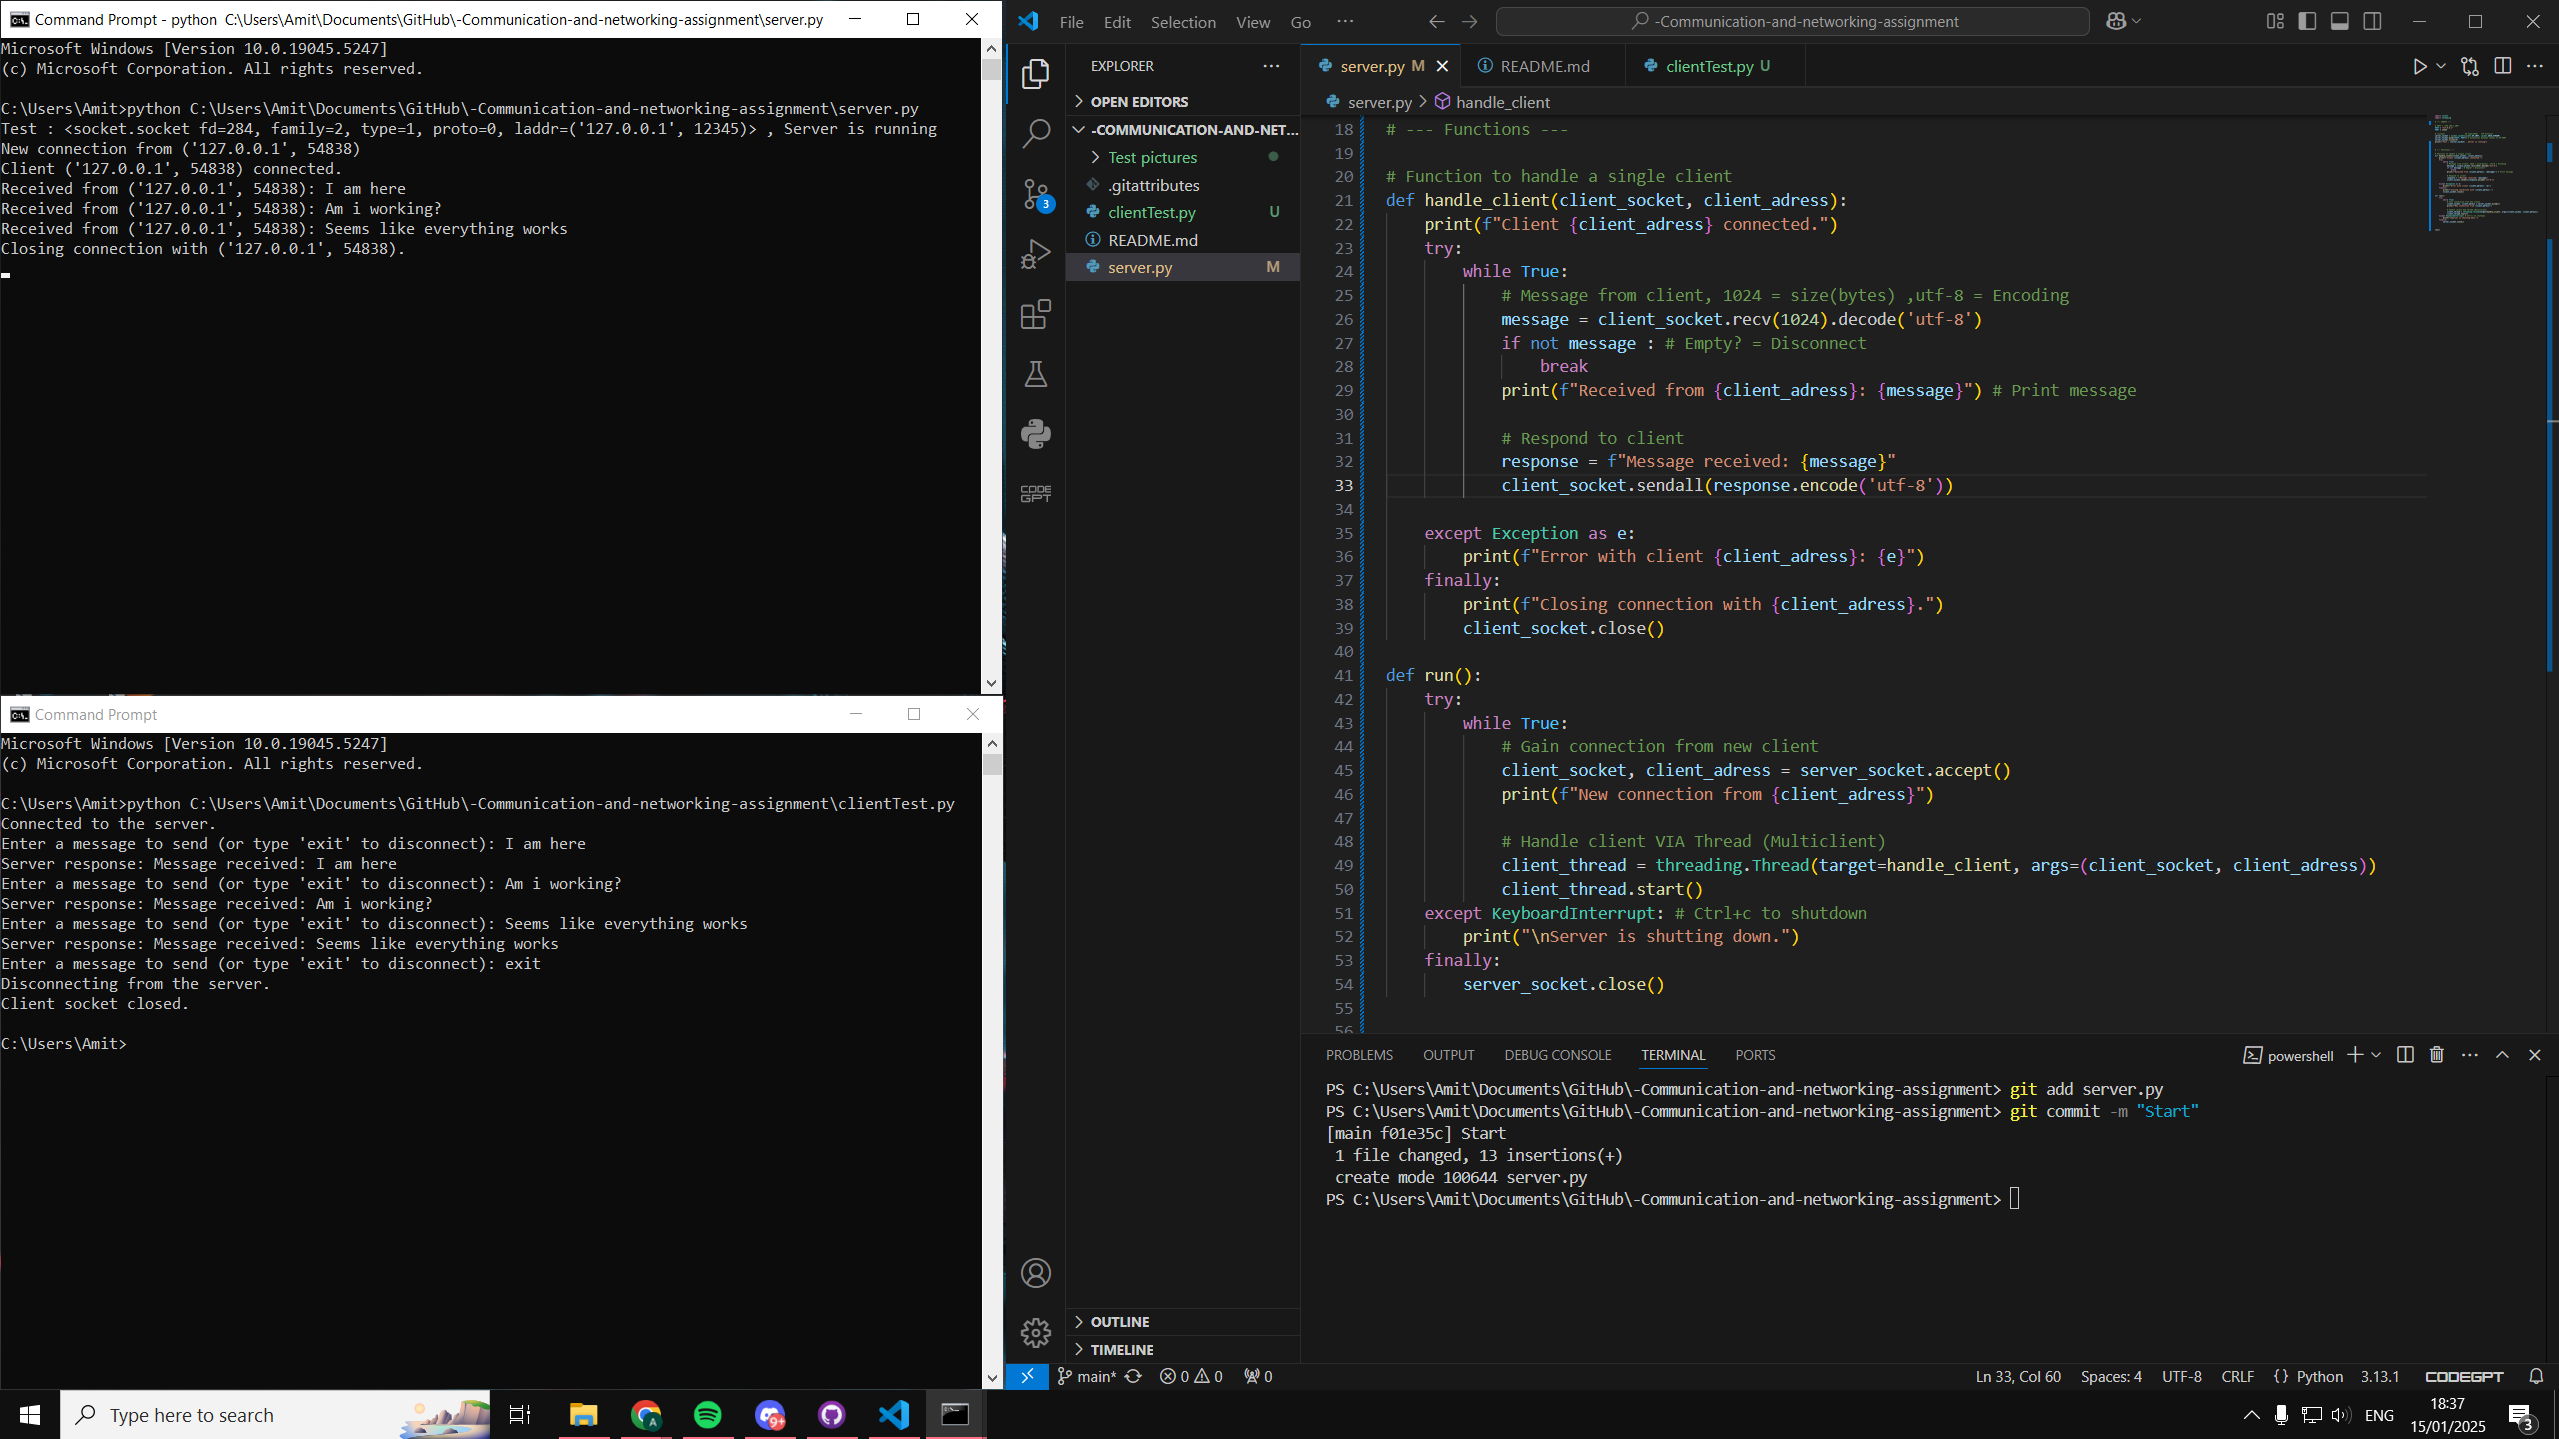 Command Prompt - python  C:\Users\Amit\Documents\GitHub\-Communication-and-networking-assignment\server.py
Microsoft Windows [Version 10.0.19045.5247]
(c) Microsoft Corporation. All rights reserved.
C:\Users\Amit>python C:\Users\Amit\Documents\GitHub\-Communication-and-networking-assignment\server.py
Test : <socket.socket fd=284, family=2, type=1, proto=0, laddr=('127.0.0.1', 12345)> , Server is running
New connection from ('127.0.0.1', 54838)
Client ('127.0.0.1', 54838) connected.
Received from ('127.0.0.1', 54838): I am here
Received from ('127.0.0.1', 54838): Am i working?
Received from ('127.0.0.1', 54838): Seems like everything works
Closing connection with ('127.0.0.1', 54838).
Command Prompt
Microsoft Windows [Version 10.0.19045.5247]
(c) Microsoft Corporation. All rights reserved.
C:\Users\Amit>python C:\Users\Amit\Documents\GitHub\-Communication-and-networking-assignment\clientTest.py
Connected to the server.
Enter a message to send (or type 'exit' to disconnect): I am here
Server response: Message received: I am here
Enter a message to send (or type 'exit' to disconnect): Am i working?
Server response: Message received: Am i working?
Enter a message to send (or type 'exit' to disconnect): Seems like everything works
Server response: Message received: Seems like everything works
Enter a message to send (or type 'exit' to disconnect): exit
Disconnecting from the server.
Client socket closed.
C:\Users\Amit>
File Edit Selection View Go ···
-Communication-and-networking-assignment
EXPLORER
OPEN EDITORS
-COMMUNICATION-AND-NET...
Test pictures
.gitattributes
clientTest.py U
README.md
server.py M
3
CODE GPT
OUTLINE
TIMELINE
server.py M
README.md
clientTest.py U
server.py > handle_client
18 # --- Functions ---
19
20 # Function to handle a single client
21 def handle_client(client_socket, client_adress):
22 print(f"Client {client_adress} connected.")
23 try:
24 while True:
25 # Message from client, 1024 = size(bytes) ,utf-8 = Encoding
26 message = client_socket.recv(1024).decode('utf-8')
27 if not message : # Empty? = Disconnect
28 break
29 print(f"Received from {client_adress}: {message}") # Print message
30
31 # Respond to client
32 response = f"Message received: {message}"
33 client_socket.sendall(response.encode('utf-8'))
34
35 except Exception as e:
36 print(f"Error with client {client_adress}: {e}")
37 finally:
38 print(f"Closing connection with {client_adress}.")
39 client_socket.close()
40
41 def run():
42 try:
43 while True:
44 # Gain connection from new client
45 client_socket, client_adress = server_socket.accept()
46 print(f"New connection from {client_adress}")
47
48 # Handle client VIA Thread (Multiclient)
49 client_thread = threading.Thread(target=handle_client, args=(client_socket, client_adress))
50 client_thread.start()
51 except KeyboardInterrupt: # Ctrl+c to shutdown
52 print("\nServer is shutting down.")
53 finally:
54 server_socket.close()
55
56
PROBLEMS OUTPUT DEBUG CONSOLE TERMINAL PORTS
powershell
PS C:\Users\Amit\Documents\GitHub\-Communication-and-networking-assignment> git add server.py
PS C:\Users\Amit\Documents\GitHub\-Communication-and-networking-assignment> git commit -m "Start"
[main f01e35c] Start
1 file changed, 13 insertions(+)
create mode 100644 server.py
PS C:\Users\Amit\Documents\GitHub\-Communication-and-networking-assignment>
main* 0 0 0
Ln 33, Col 60 Spaces: 4 UTF-8 CRLF {} Python 3.13.1 CODEGPT
Type here to search
A
9+
ENG
18:37
15/01/2025
3